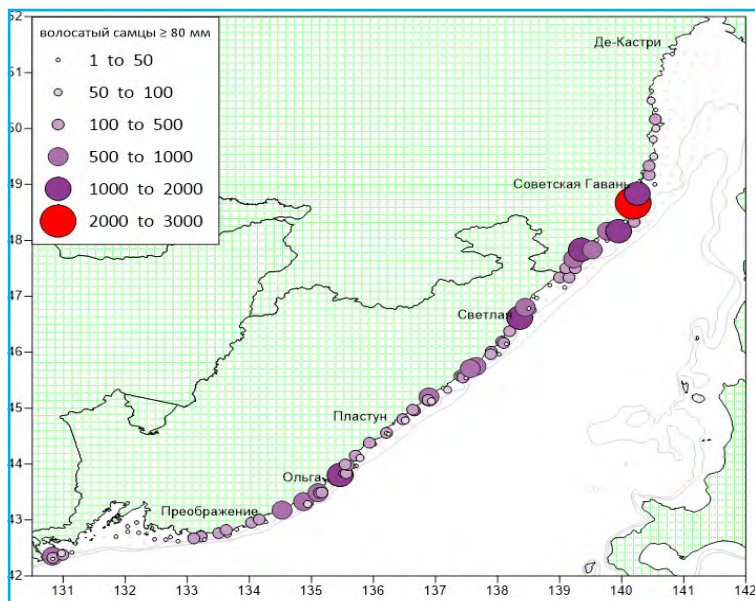 волосатый самцы ≥ 80 мм
1 to 50
50 to 100
100 to 500
500 to 1000
1000 to 2000
2000 to 3000
Де-Кастри
Советская Гавань
Светлая
Пластун
Ольга
Преображение
52
51
50
49
48
47
46
45
44
43
42
131 132 133 134 135 136 137 138 139 140 141 142